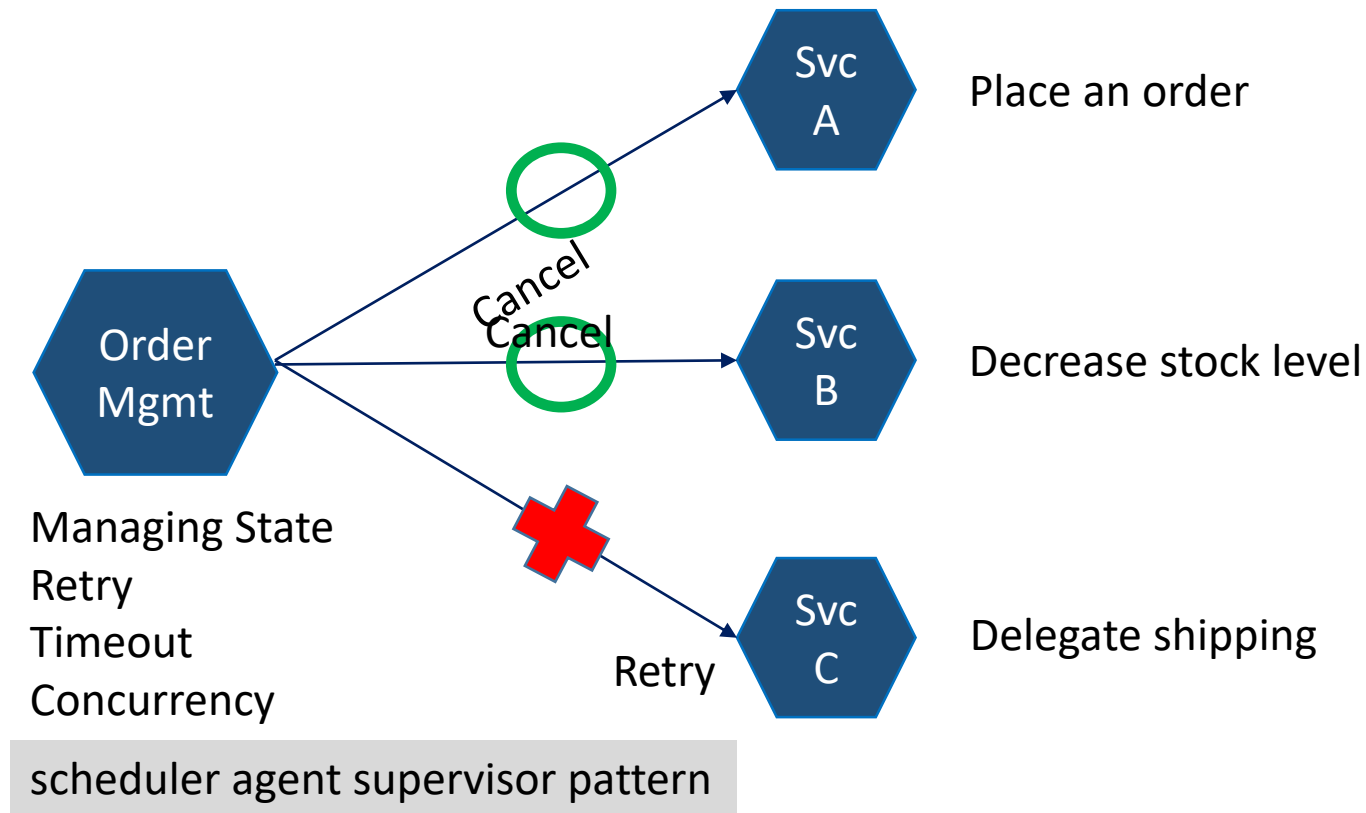 Svc
A
Place an order
Cancel
Cancel
Order
Mgmt
Svc
B
Decrease stock level
Managing State
Retry
Timeout
Concurrency
Retry
Svc
C
Delegate shipping
scheduler agent supervisor pattern